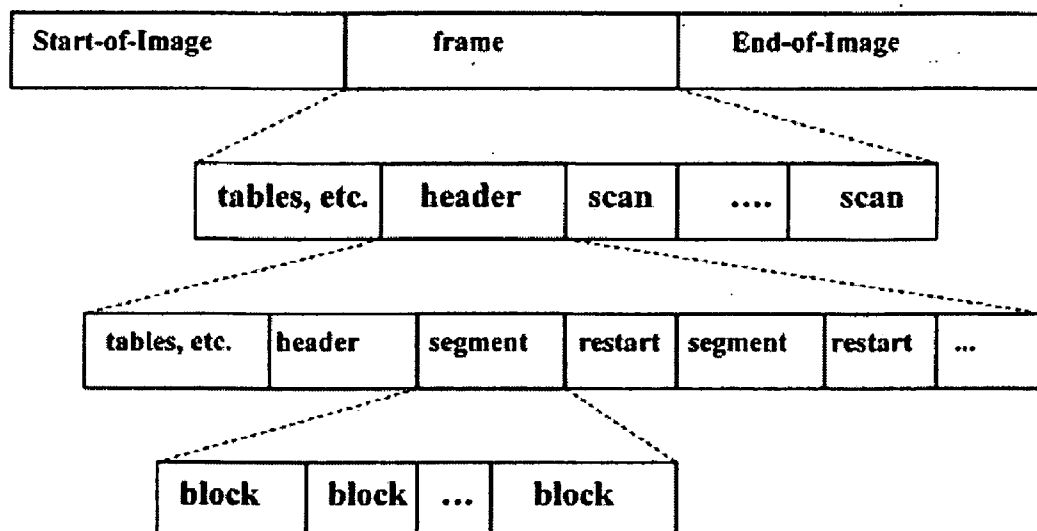 Start-of-Image frame End-of-Image
tables, etc. header scan .... scan
tables, etc. header segment restart segment restart ...
block block ... block